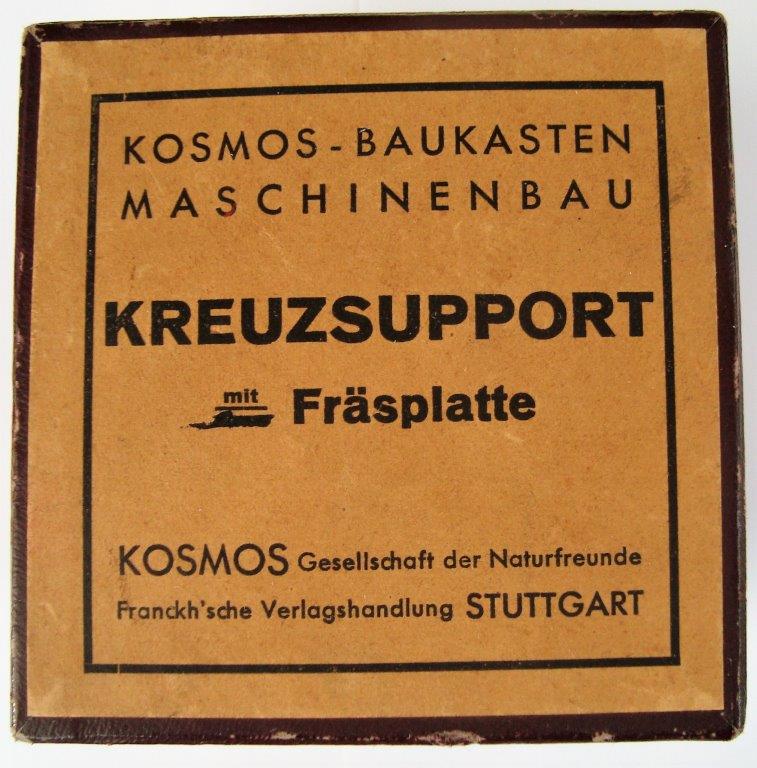 KOSMOS-BAUKASTEN
MASCHINENBAU
KREUZSUPPORT
mit Fräsplatte
KOSMOS Gesellschaft der Naturfreunde
Franckh'sche Verlagshandlung STUTTGART